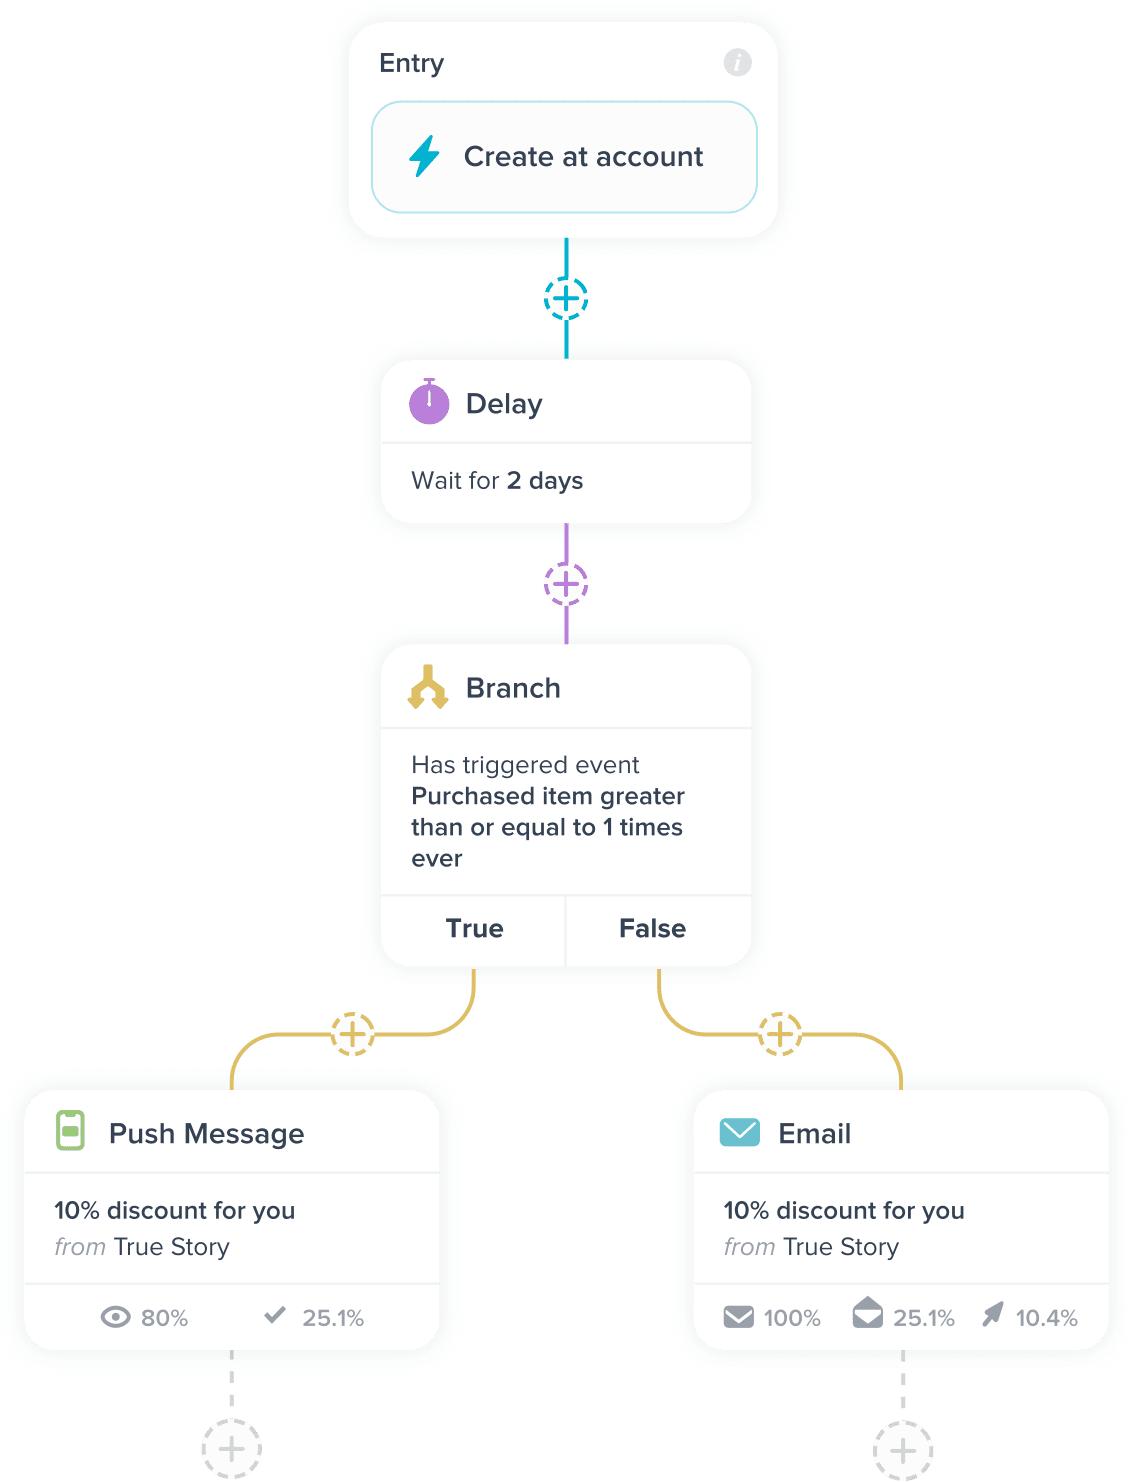 Entry
i
Create at account
Delay
Wait for 2 days
Branch
Has triggered event
Purchased item greater
than or equal to 1 times
ever
True False
Push Message
10% discount for you
from True Story
80% 25.1%
Email
10% discount for you
from True Story
100% 25.1% 10.4%